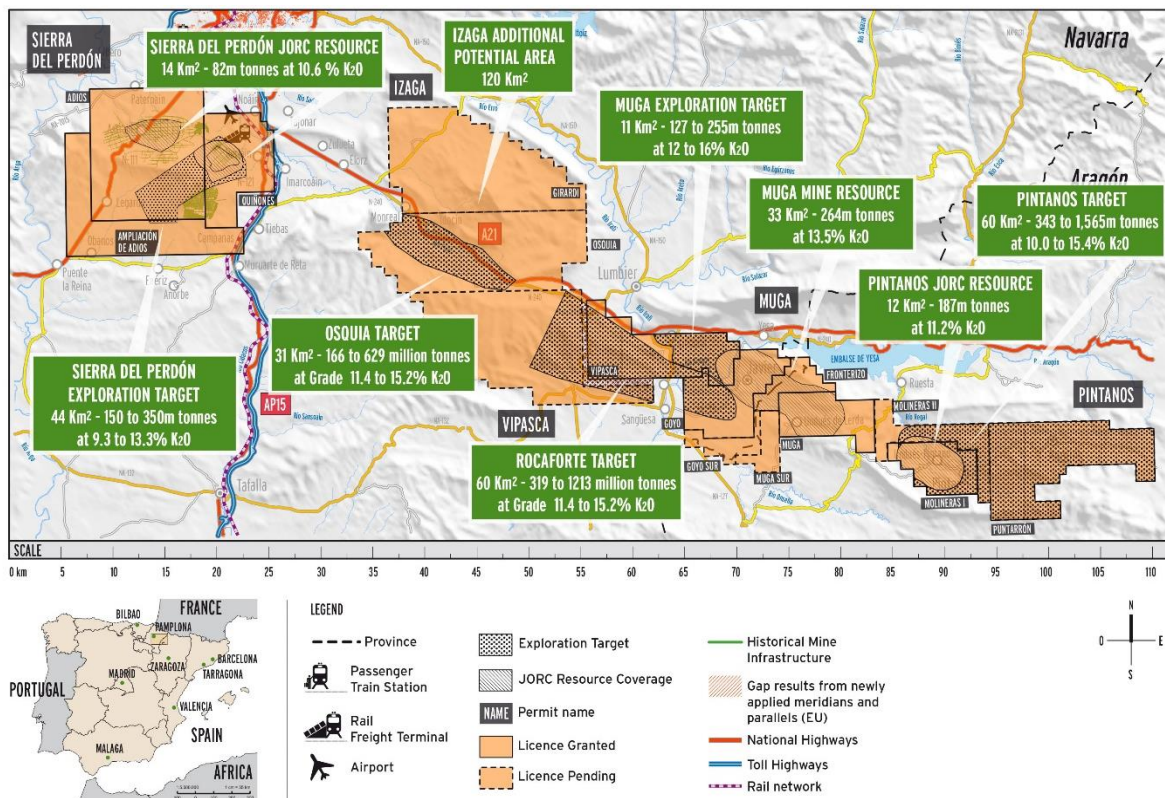 SIERRA
DEL PERDÓN
SIERRA DEL PERDÓN JORC RESOURCE
14 Km² - 82m tonnes at 10.6 % K2O
IZAGA ADDITIONAL
POTENTIAL AREA
120 Km²
Navarra
Aragón
ADIOS
IZAGA
MUGA EXPLORATION TARGET
11 Km² - 127 to 255m tonnes
at 12 to 16% K2O
MUGA MINE RESOURCE
33 Km² - 264m tonnes
at 13.5% K2O
PINTANOS TARGET
60 Km² - 343 to 1,565m tonnes
at 10.0 to 15.4% K2O
PINTANOS JORC RESOURCE
12 Km² - 187m tonnes
at 11.2% K2O
Zulueta
Elorz
Imarcoain
QUIÑONES
Tiebas
Muruarte de Reta
Campanas
AMPLIACIÓN
DE ADIOS
Obanos
Puente
la Reina
Añorbe
Monreal
GIRARDI
A21
OSQUIA
Lumbier
MUGA
Yesa
EMBALSE DE YESA
FRONTERIZO
Ruesta
PINTANOS
OSQUIA TARGET
31 Km² - 166 to 629 million tonnes
at Grade 11.4 to 15.2% K2O
SIERRA DEL PERDÓN
EXPLORATION TARGET
44 Km² - 150 to 350m tonnes
at 9.3 to 13.3% K2O
AP15
Tafalla
VIPASCA
VIPASCA
Sangüesa
GOYO
GOYO SUR
MUGA
MUGA SUR
MOLINERAS II
MOLINERAS I
PUNTARRÓN
ROCAFORTE TARGET
60 Km² - 319 to 1213 million tonnes
at Grade 11.4 to 15.2% K2O
SCALE
0 km 5 10 15 20 25 30 35 40 45 50 55 60 65 70 75 80 85 90 95 100 105 110
FRANCE
BILBAO
PAMPLONA
ZARAGOZA
BARCELONA
TARRAGONA
MADRID
PORTUGAL
VALENCIA
SPAIN
MALAGA
AFRICA
LEGEND
Province
Passenger
Train Station
Rail
Freight Terminal
Airport
Exploration Target
JORC Resource Coverage
NAME Permit name
Licence Granted
Licence Pending
Historical Mine
Infrastructure
Gap results from newly
applied meridians and
parallels (EU)
National Highways
Toll Highways
Rail network
N
O E
S